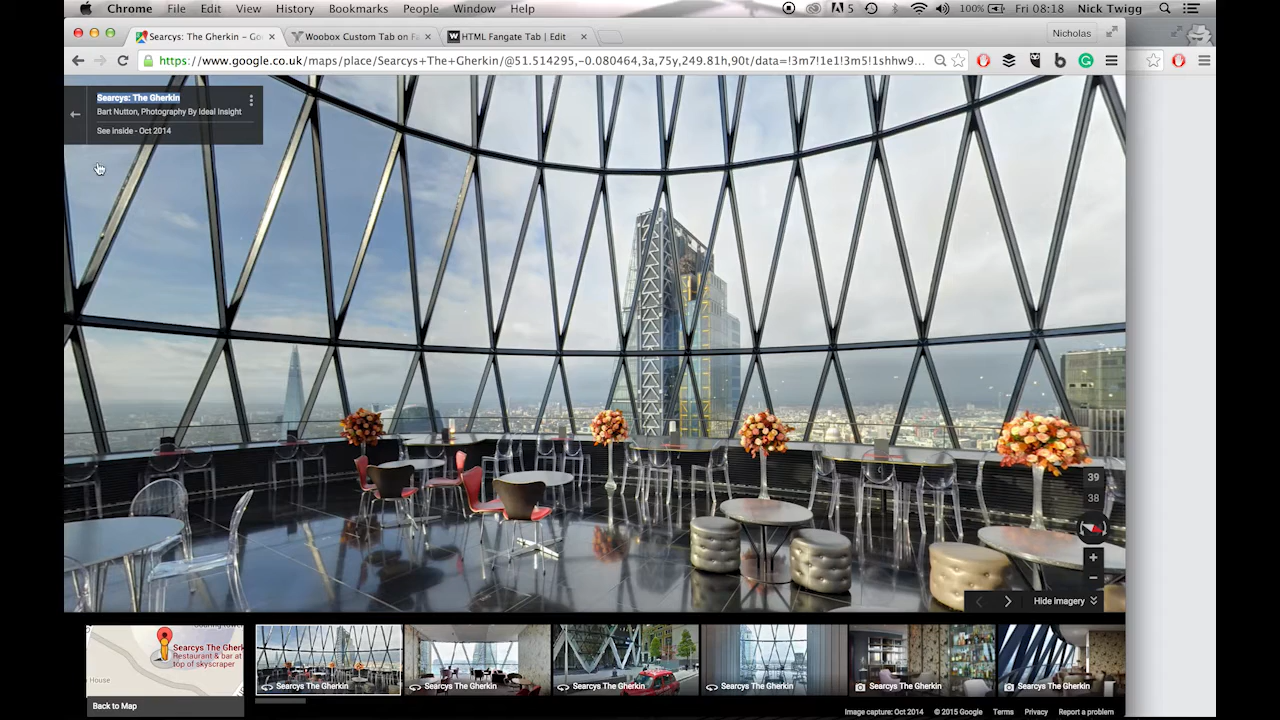 Chrome File Edit View History Bookmarks People Window Help
5 100% Fri 08:18 Nick Twigg
Searcys: The Gherkin – Go
Woobox Custom Tab on Fa
HTML Fangate Tab | Edit
Nicholas
https://www.google.co.uk/maps/place/Searcys+The+Gherkin/@51.514295,-0.080464,3a,75y,249.81h,90t/data=!3m7!1e1!3m5!1shhw9...
Searcys: The Gherkin
Bart Nutton, Photography By Ideal Insight
See inside - Oct 2014
39
38
+
−
Hide Imagery
Searcys The Gherk
Restaurant & bar at
top of skyscraper
House
Back to Map
Searcys The Gherkin
Searcys The Gherkin
Searcys The Gherkin
Searcys The Gherkin
Searcys The Gherkin
Searcys The Gherkin
Image capture: Oct 2014 © 2015 Google Terms Privacy Report a problem